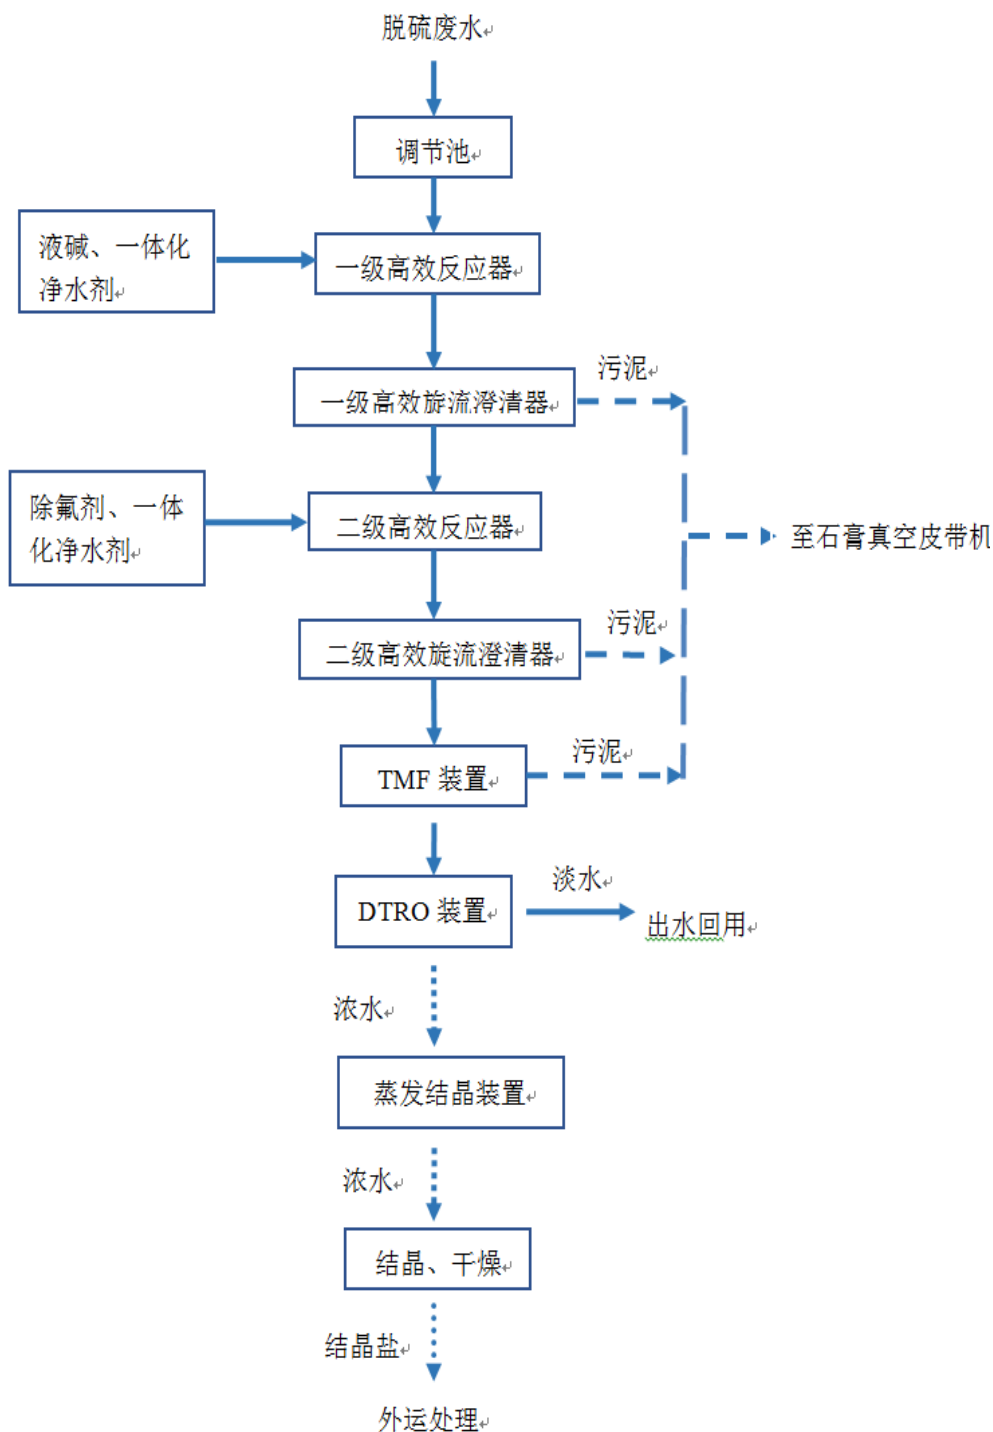 脱硫废水
调节池
液碱、一体化
净水剂
一级高效反应器
污泥
一级高效旋流澄清器
除氟剂、一体
化净水剂
二级高效反应器
至石膏真空皮带机
污泥
二级高效旋流澄清器
污泥
TMF 装置
淡水
DTRO 装置
出水回用
浓水
蒸发结晶装置
浓水
结晶、干燥
结晶盐
外运处理